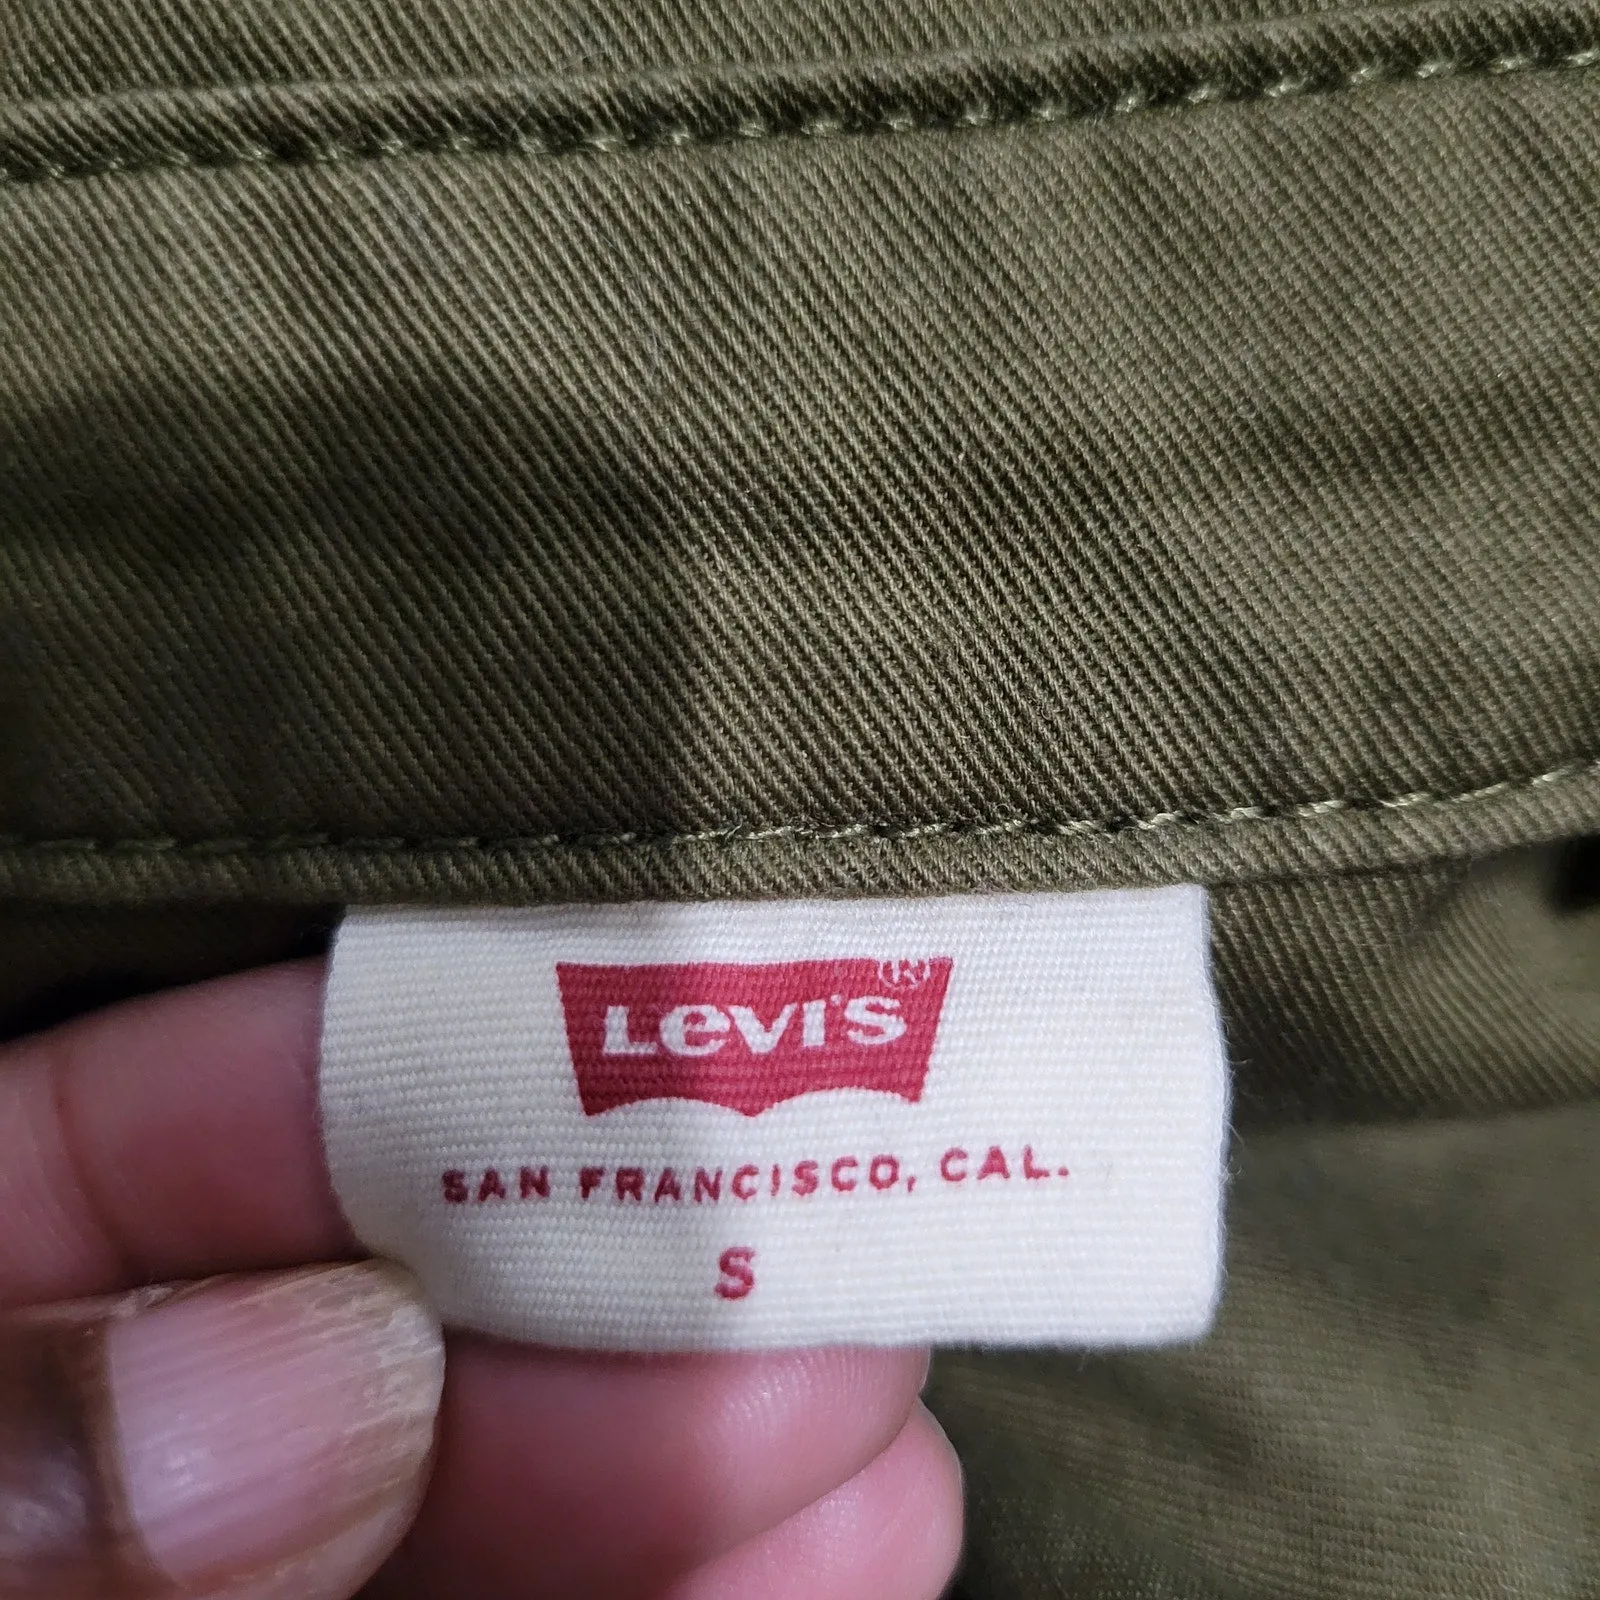 Levi's®
SAN FRANCISCO, CAL.
S